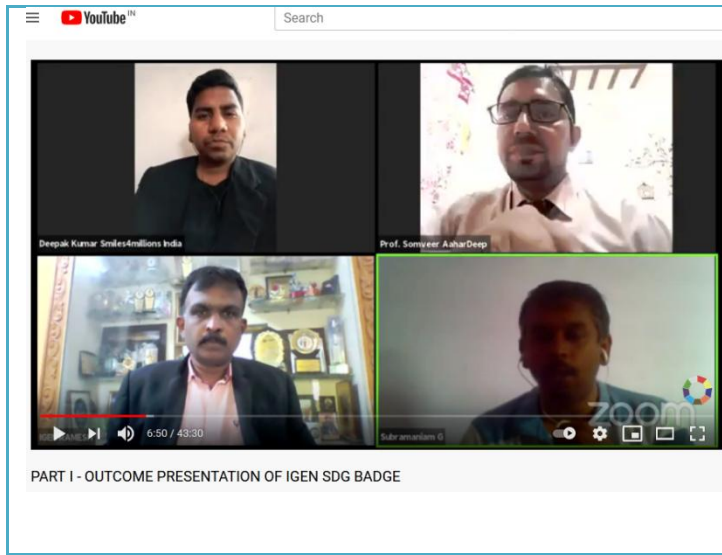 YouTube IN
Search
Deepak Kumar Smiles4millions India
Prof. Somveer AaharDeep
6:50 / 43:30
Subramaniam G
zoom
PART I - OUTCOME PRESENTATION OF IGEN SDG BADGE